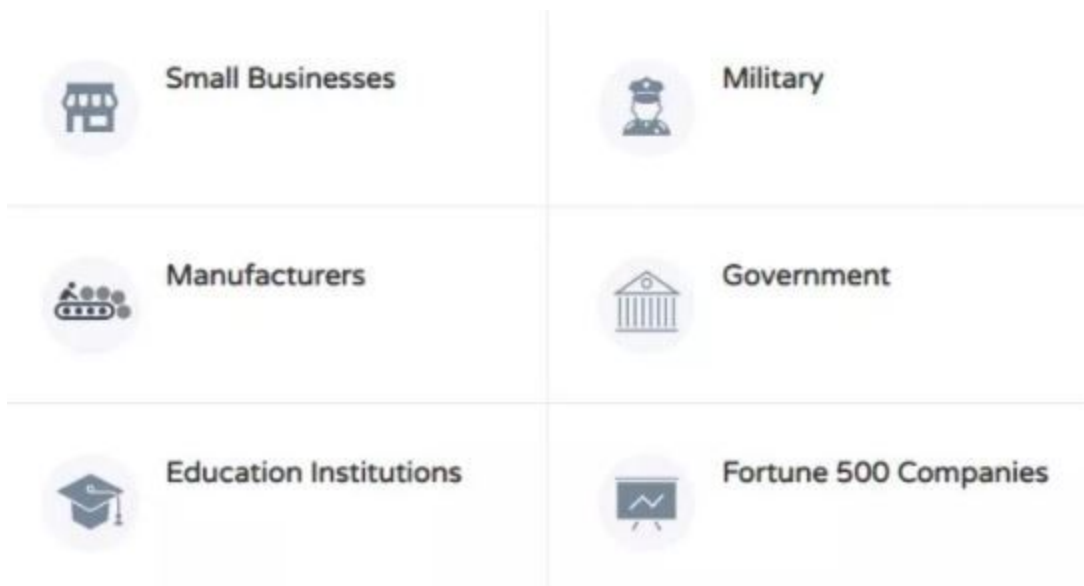 Small Businesses
Military
Manufacturers
Government
Education Institutions
Fortune 500 Companies